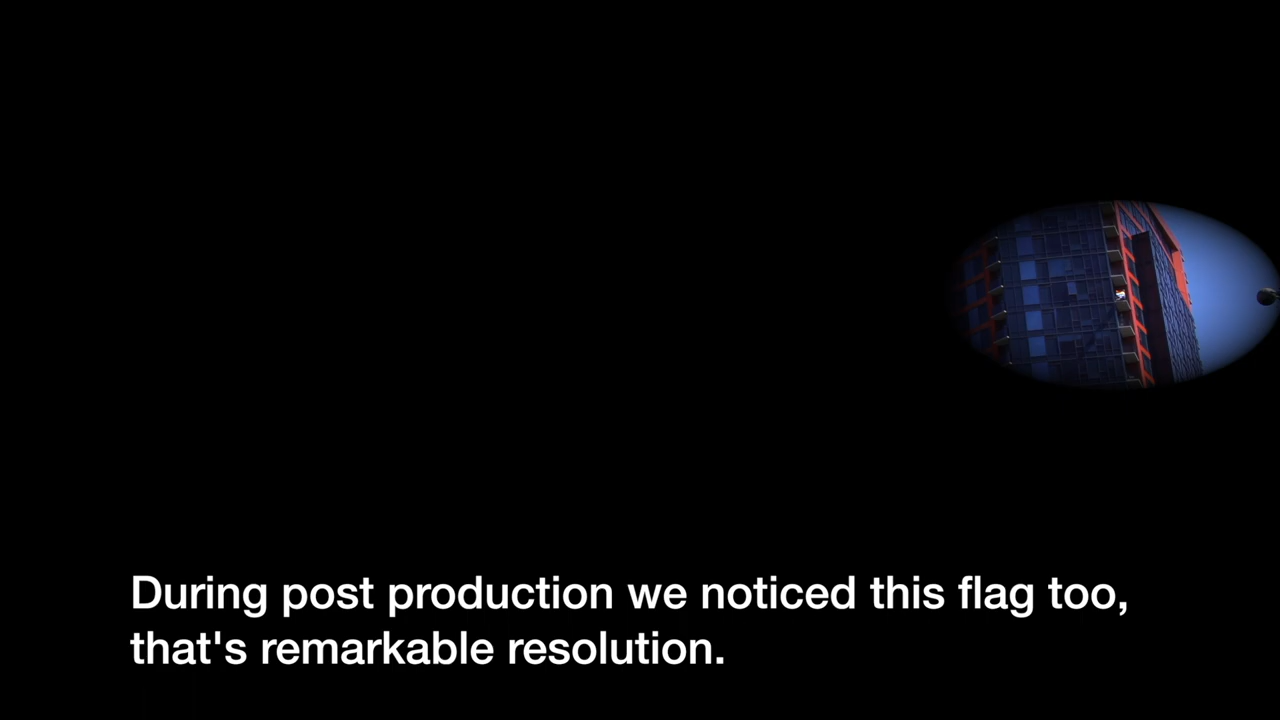 During post production we noticed this flag too,
that's remarkable resolution.